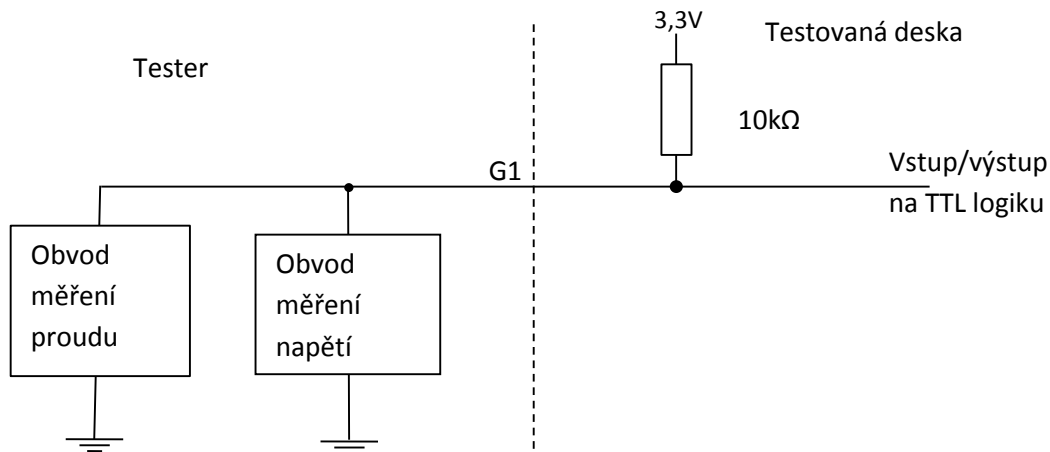 3,3V
Testovaná deska
Tester
10kΩ
G1
Vstup/výstup
na TTL logiku
Obvod
měření
proudu
Obvod
měření
napětí